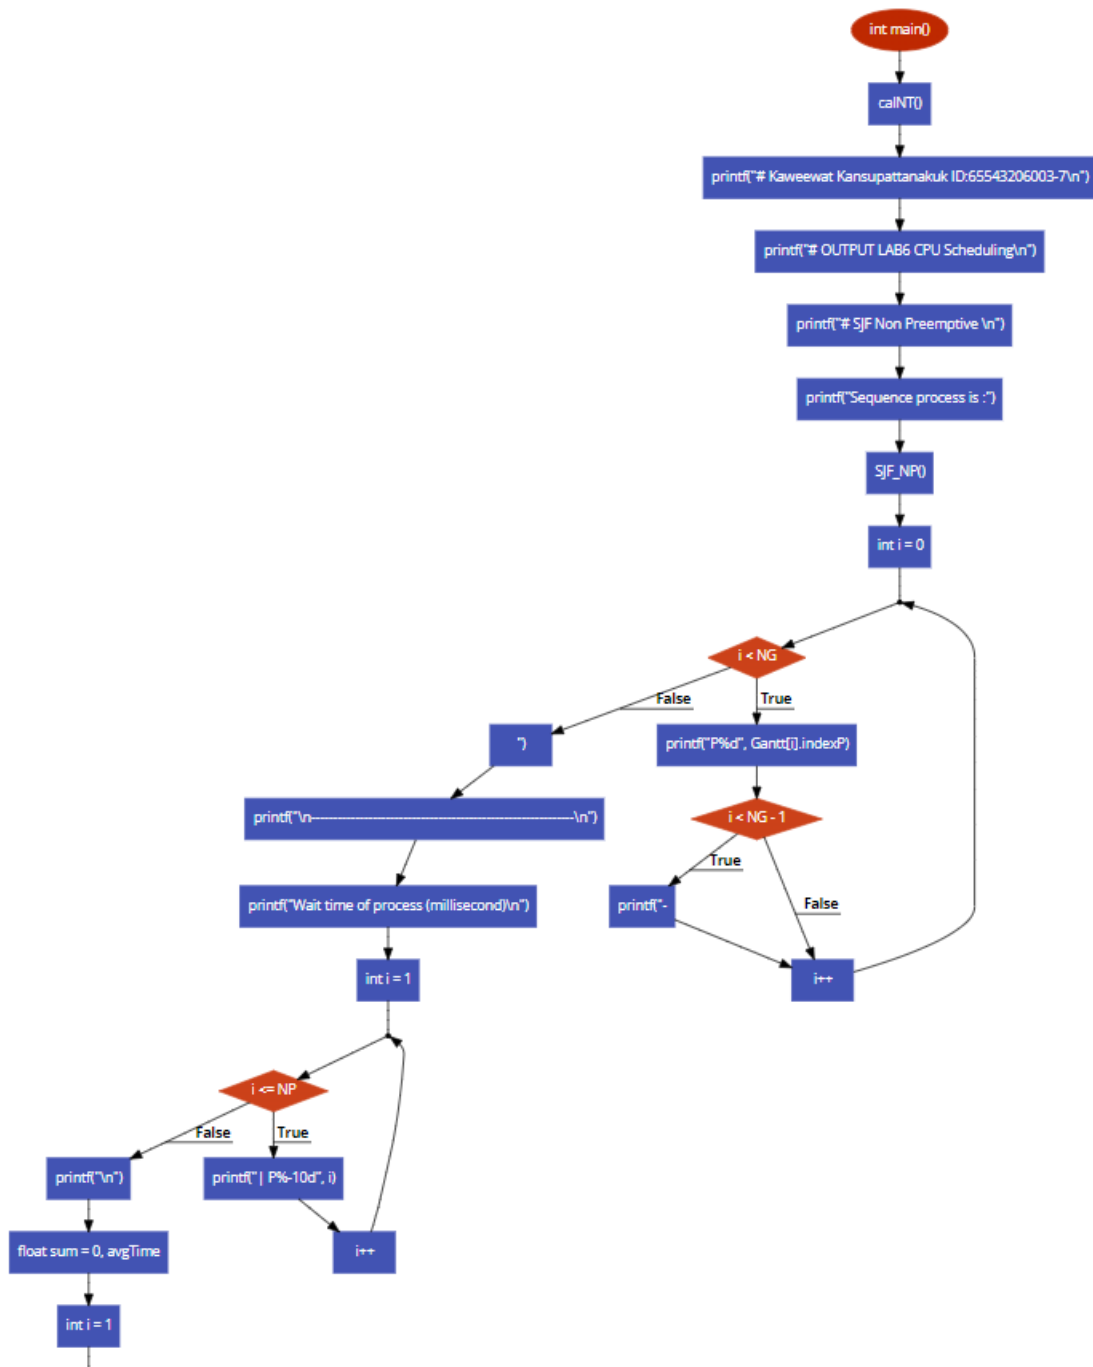 int main()
calNT()
printf("# Kaweewat Kansupattanakuk ID:65543206003-7\n")
printf("# OUTPUT LAB6 CPU Scheduling\n")
printf("# SJF Non Preemptive \n")
printf("Sequence process is :")
SJF_NP()
int i = 0
i < NG
False
True
")
printf("P%d", Gantt[i].indexP)
printf("\n----------------------------------------------------------\n")
i < NG - 1
True
False
printf("Wait time of process (millisecond)\n")
printf("-
i++
int i = 1
i <= NP
False
True
printf("\n")
printf("| P%-10d", i)
float sum = 0, avgTime
i++
int i = 1